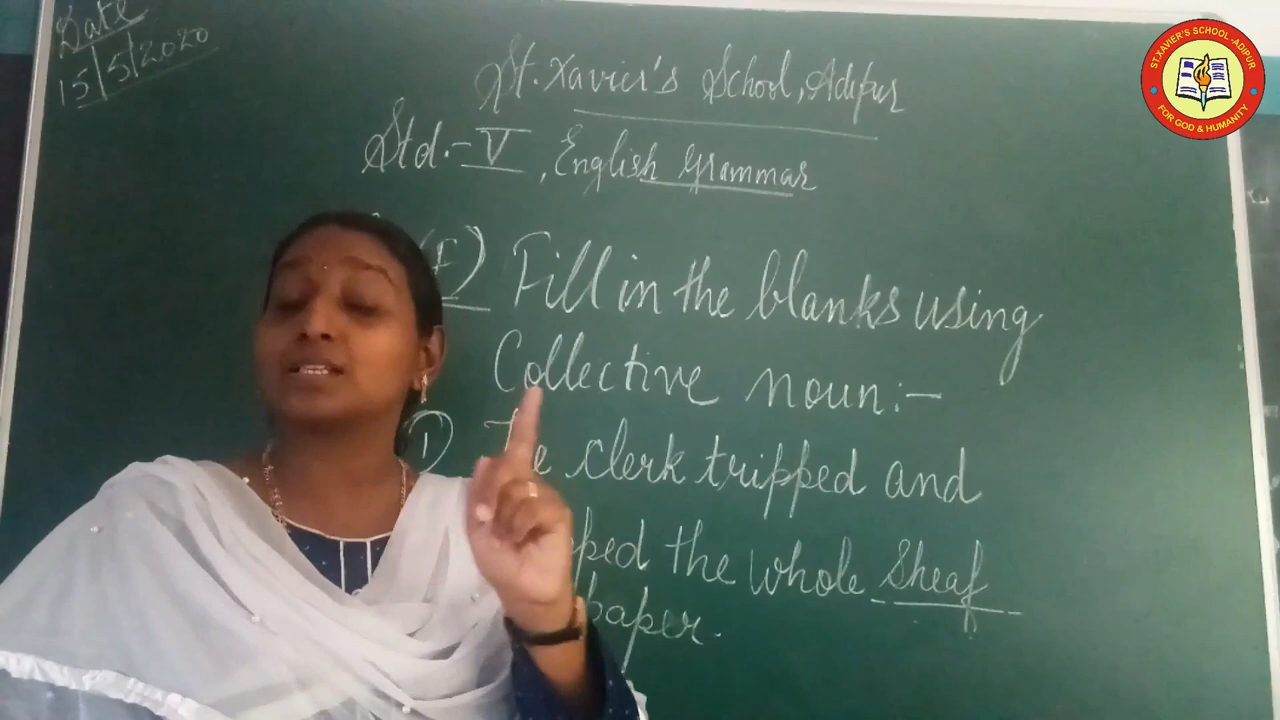 Date
15/5/2020
St. Xavier's School, Adipur
Std.- V, English Grammar
(F) Fill in the blanks using
Collective noun:-
1) The clerk tripped and
the whole Sheaf
paper.
ST.XAVIER'S SCHOOL-ADIPUR
FOR GOD & HUMANITY